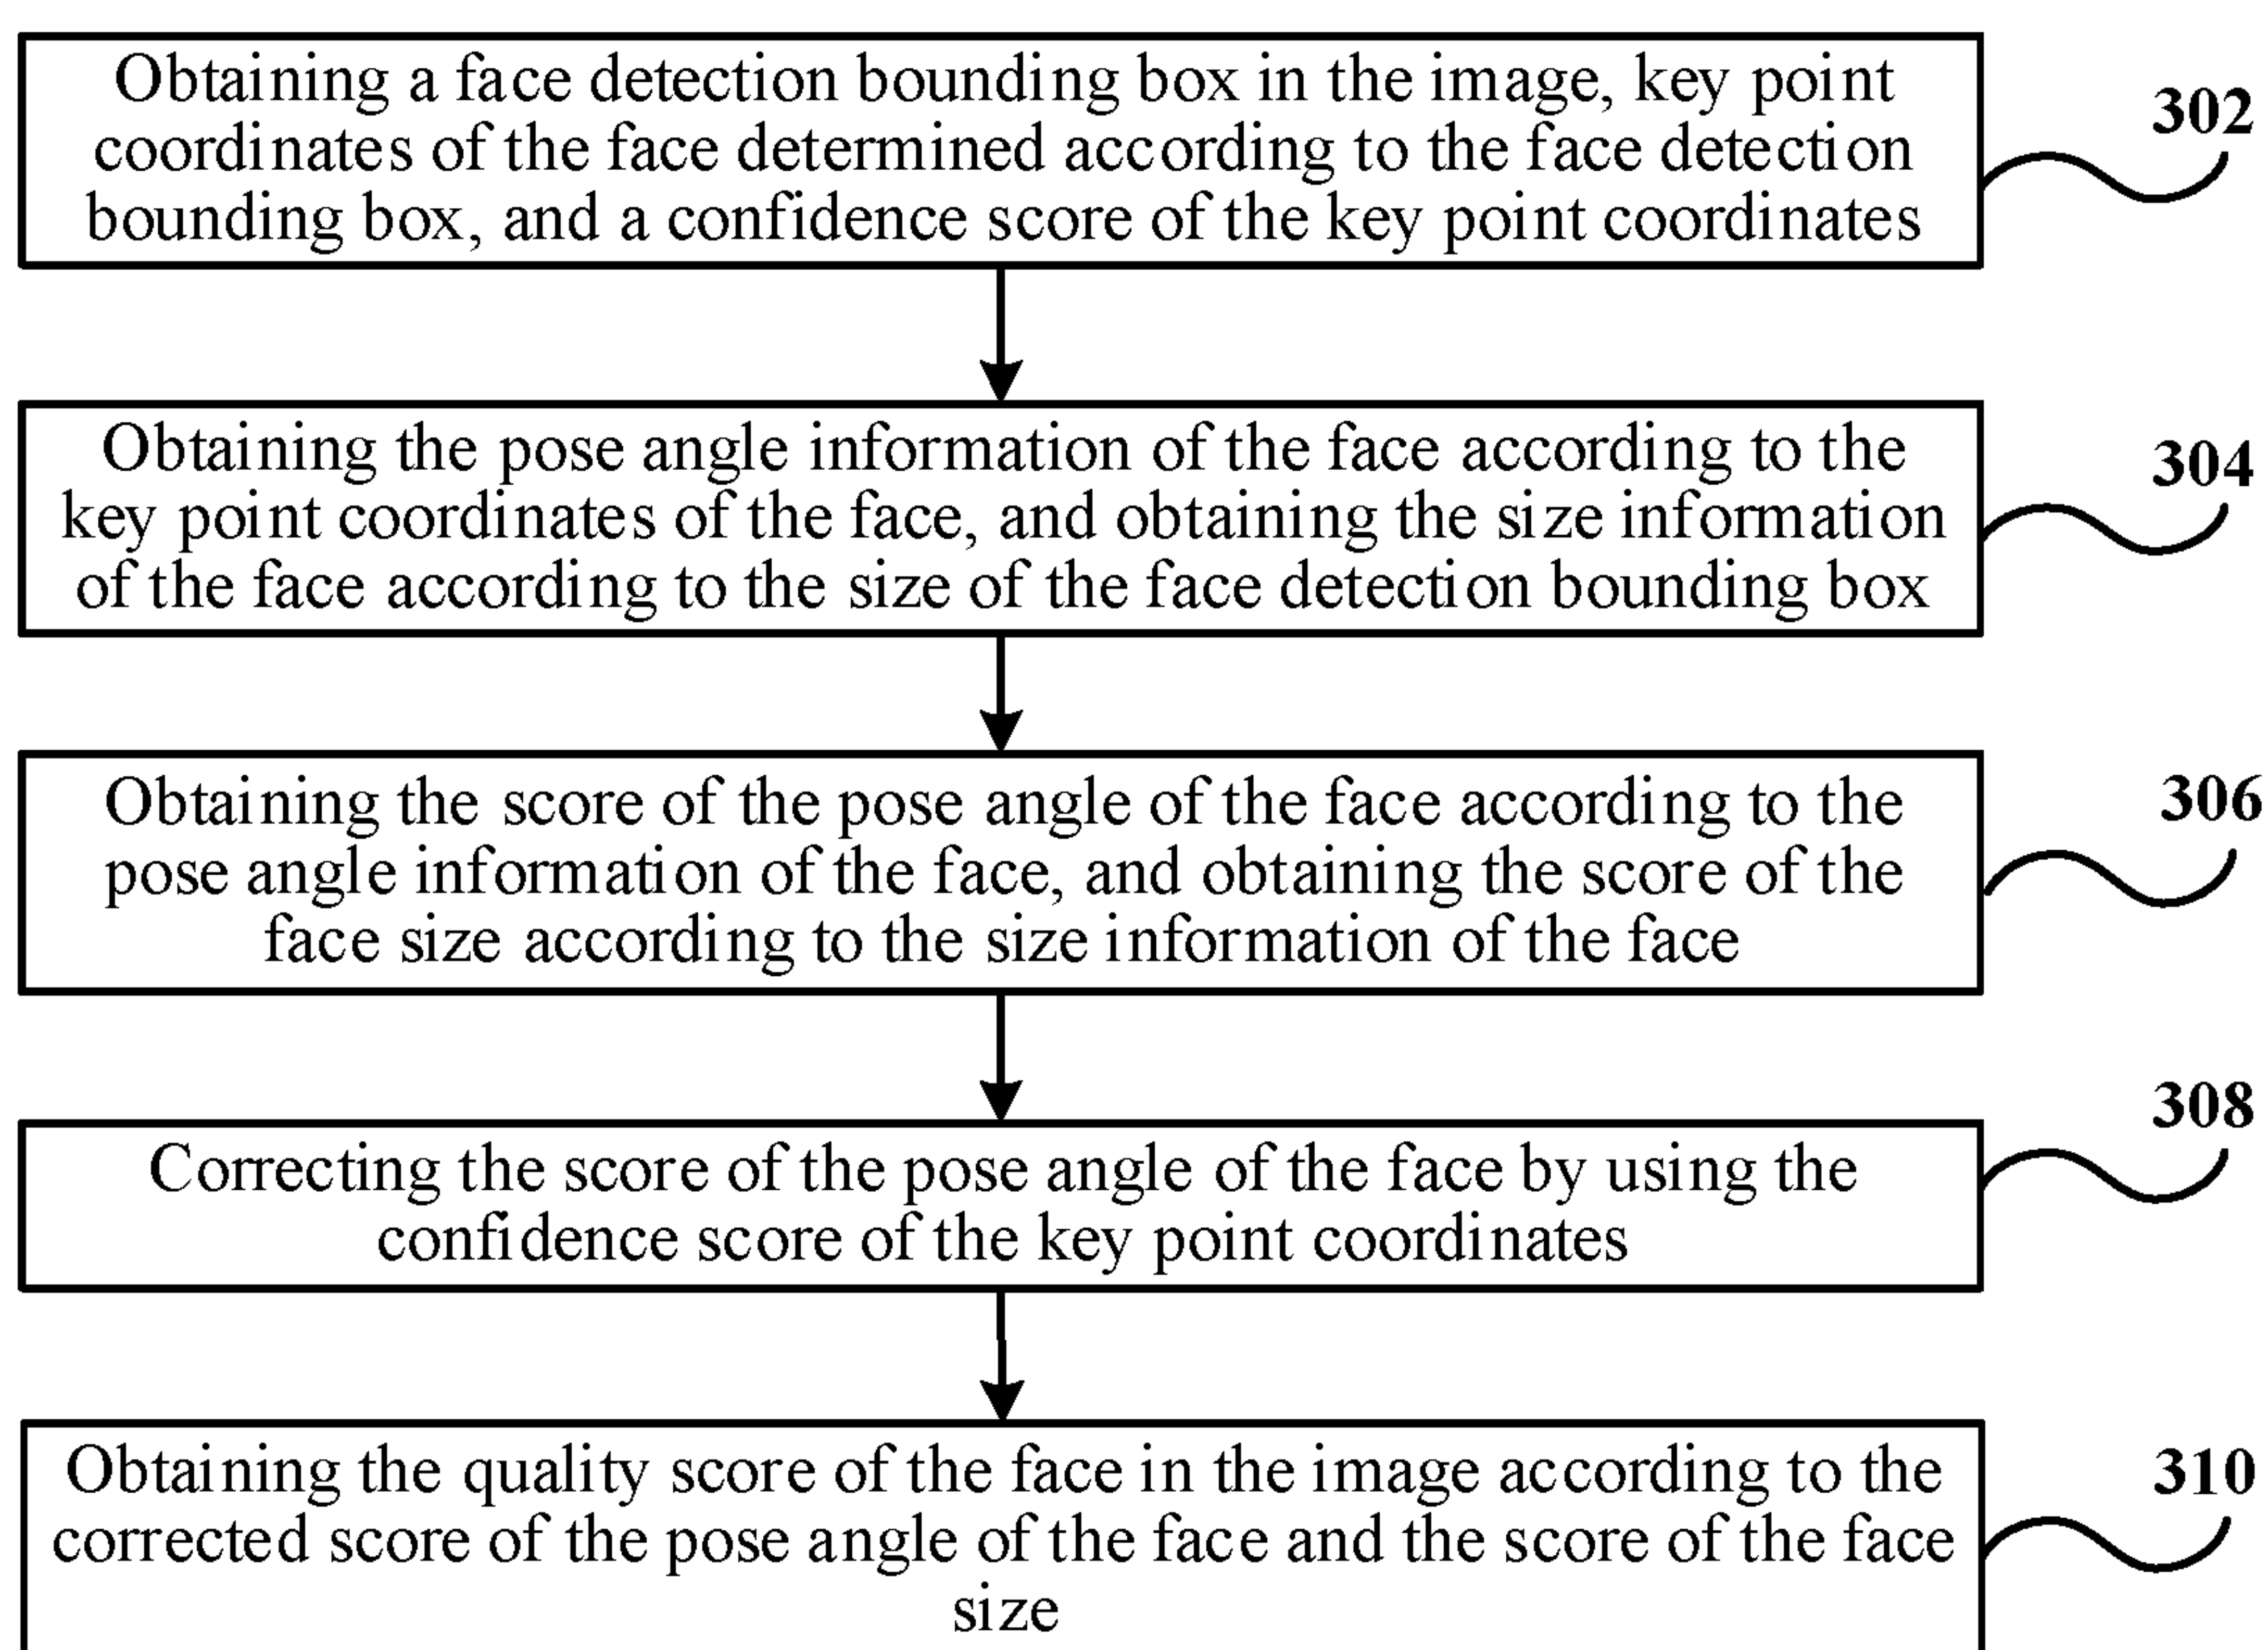 Obtaining a face detection bounding box in the image, key point
coordinates of the face determined according to the face detection
bounding box, and a confidence score of the key point coordinates
302
Obtaining the pose angle information of the face according to the
key point coordinates of the face, and obtaining the size information
of the face according to the size of the face detection bounding box
304
Obtaining the score of the pose angle of the face according to the
pose angle information of the face, and obtaining the score of the
face size according to the size information of the face
306
Correcting the score of the pose angle of the face by using the
confidence score of the key point coordinates
308
Obtaining the quality score of the face in the image according to the
corrected score of the pose angle of the face and the score of the face
size
310